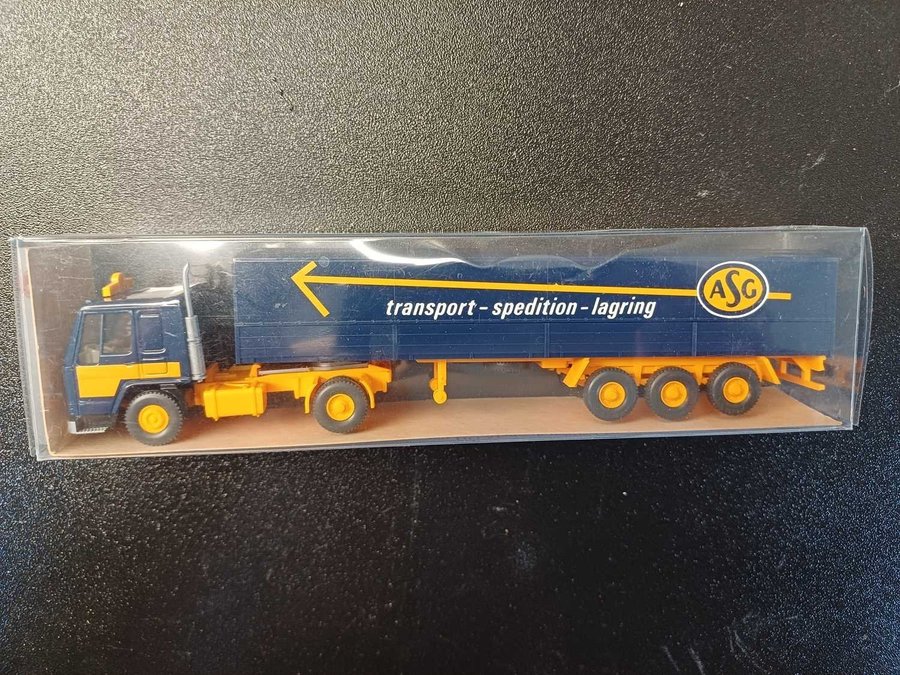 transport - spedition - lagring
ASG